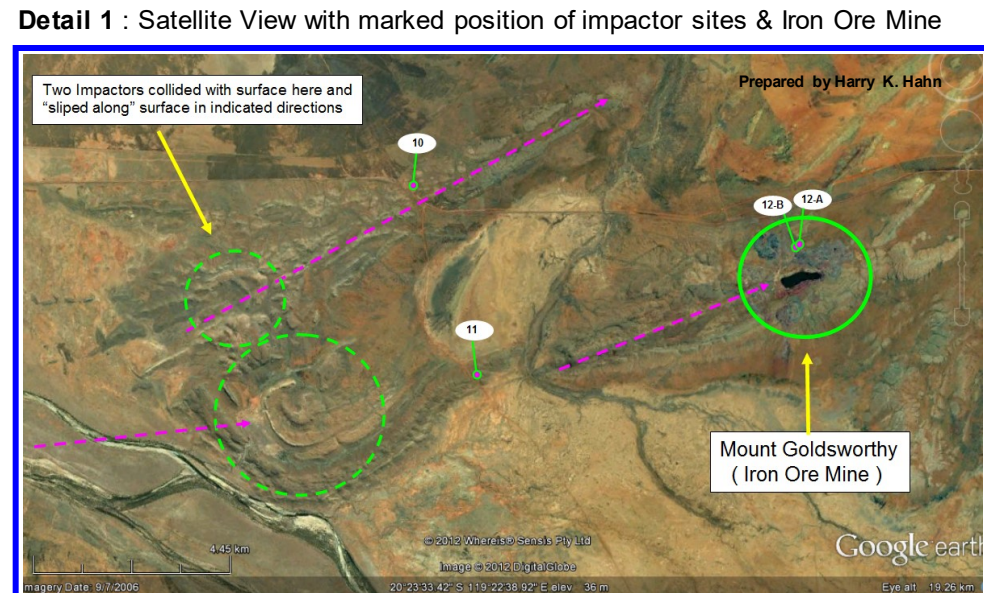 Detail 1 : Satellite View with marked position of impactor sites & Iron Ore Mine
Two Impactors collided with surface here and
“sliped along” surface in indicated directions
Prepared by Harry K. Hahn
10
12-B
12-A
11
Mount Goldsworthy
( Iron Ore Mine )
4.45 km
© 2012 Whereis® Sensis Pty Ltd
Image © 2012 DigitalGlobe
Google earth
magery Date: 9/7/2006
20°23'33.42" S 119°22'38.92" E elev 36 m
Eye alt 19.26 km